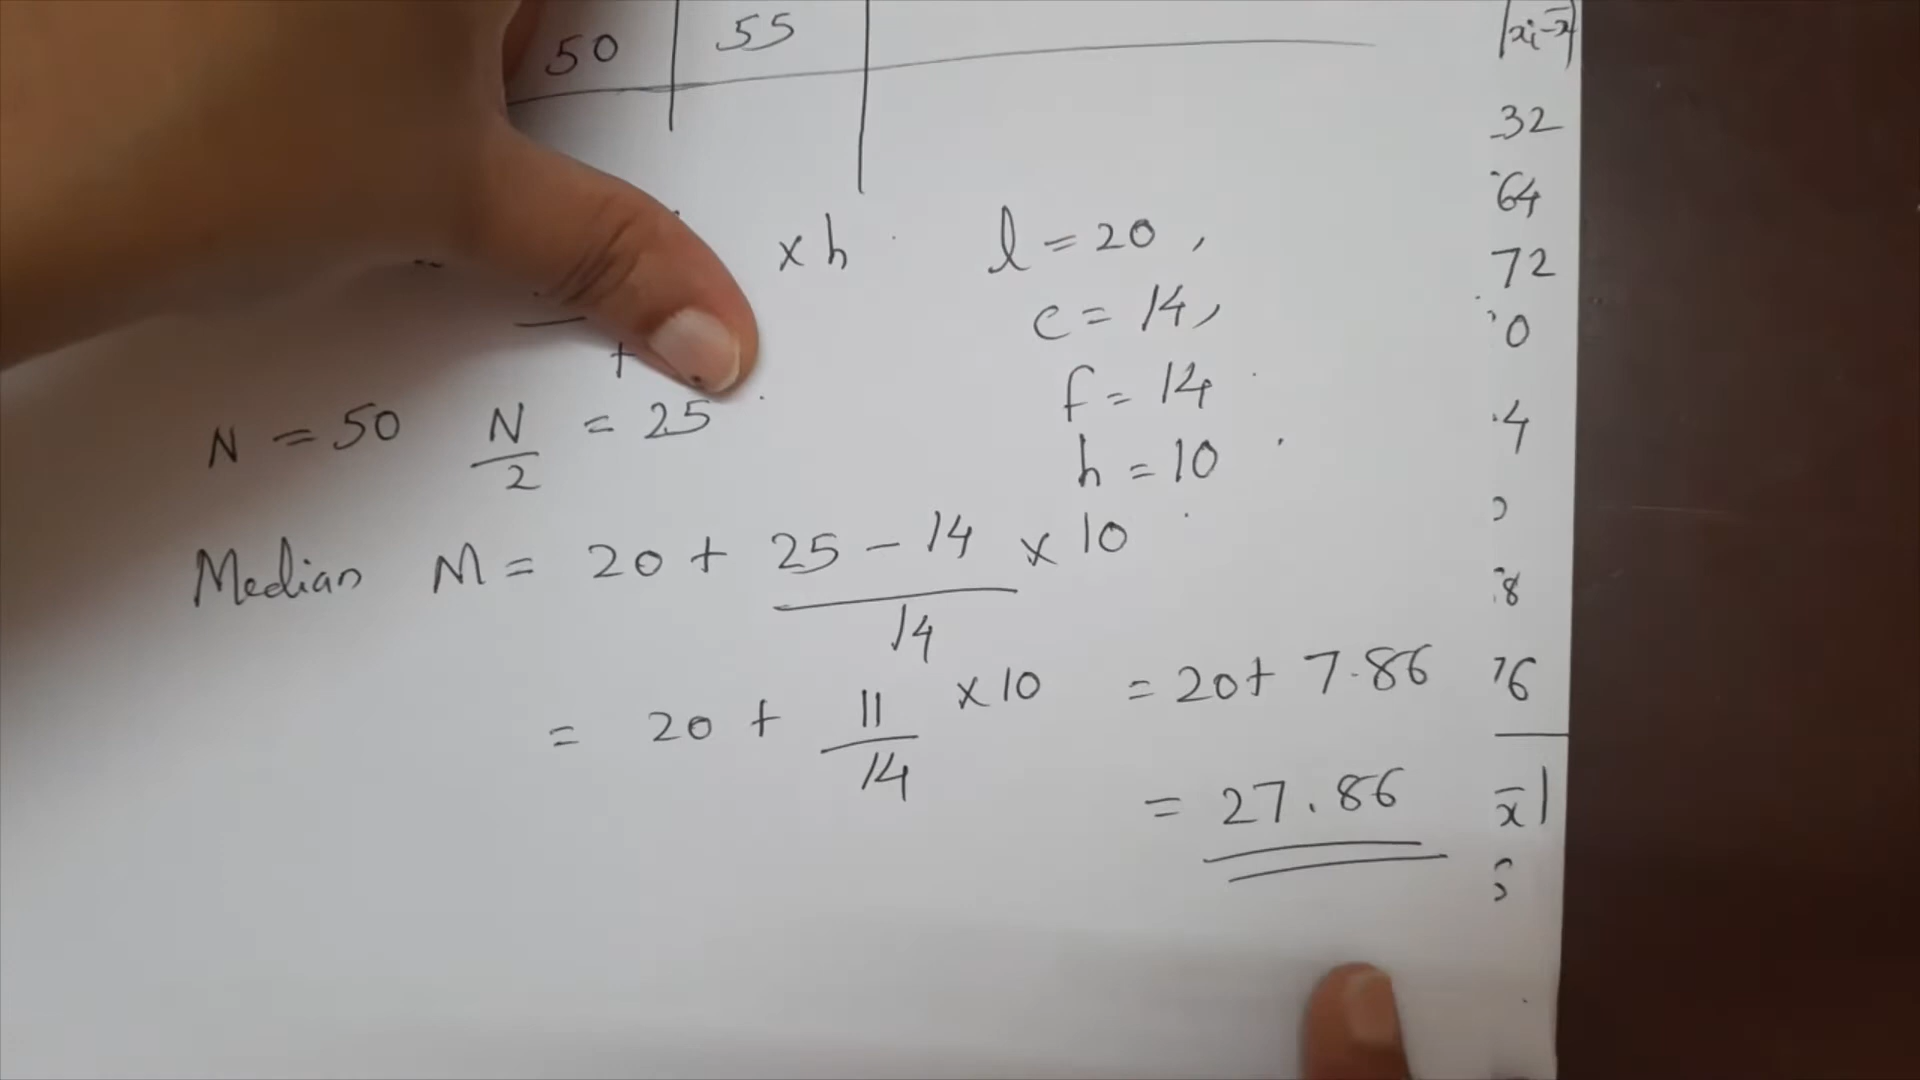 50 55
|xi-x̄|
32
64
72
0
4
8
76
x̄|
× h
l = 20 ,
c = 14,
f = 14
h = 10
N = 50 N/2 = 25
Median M = 20 + 25 - 14/14 × 10
= 20 + 11/14 × 10 = 20 + 7.86
= 27.86